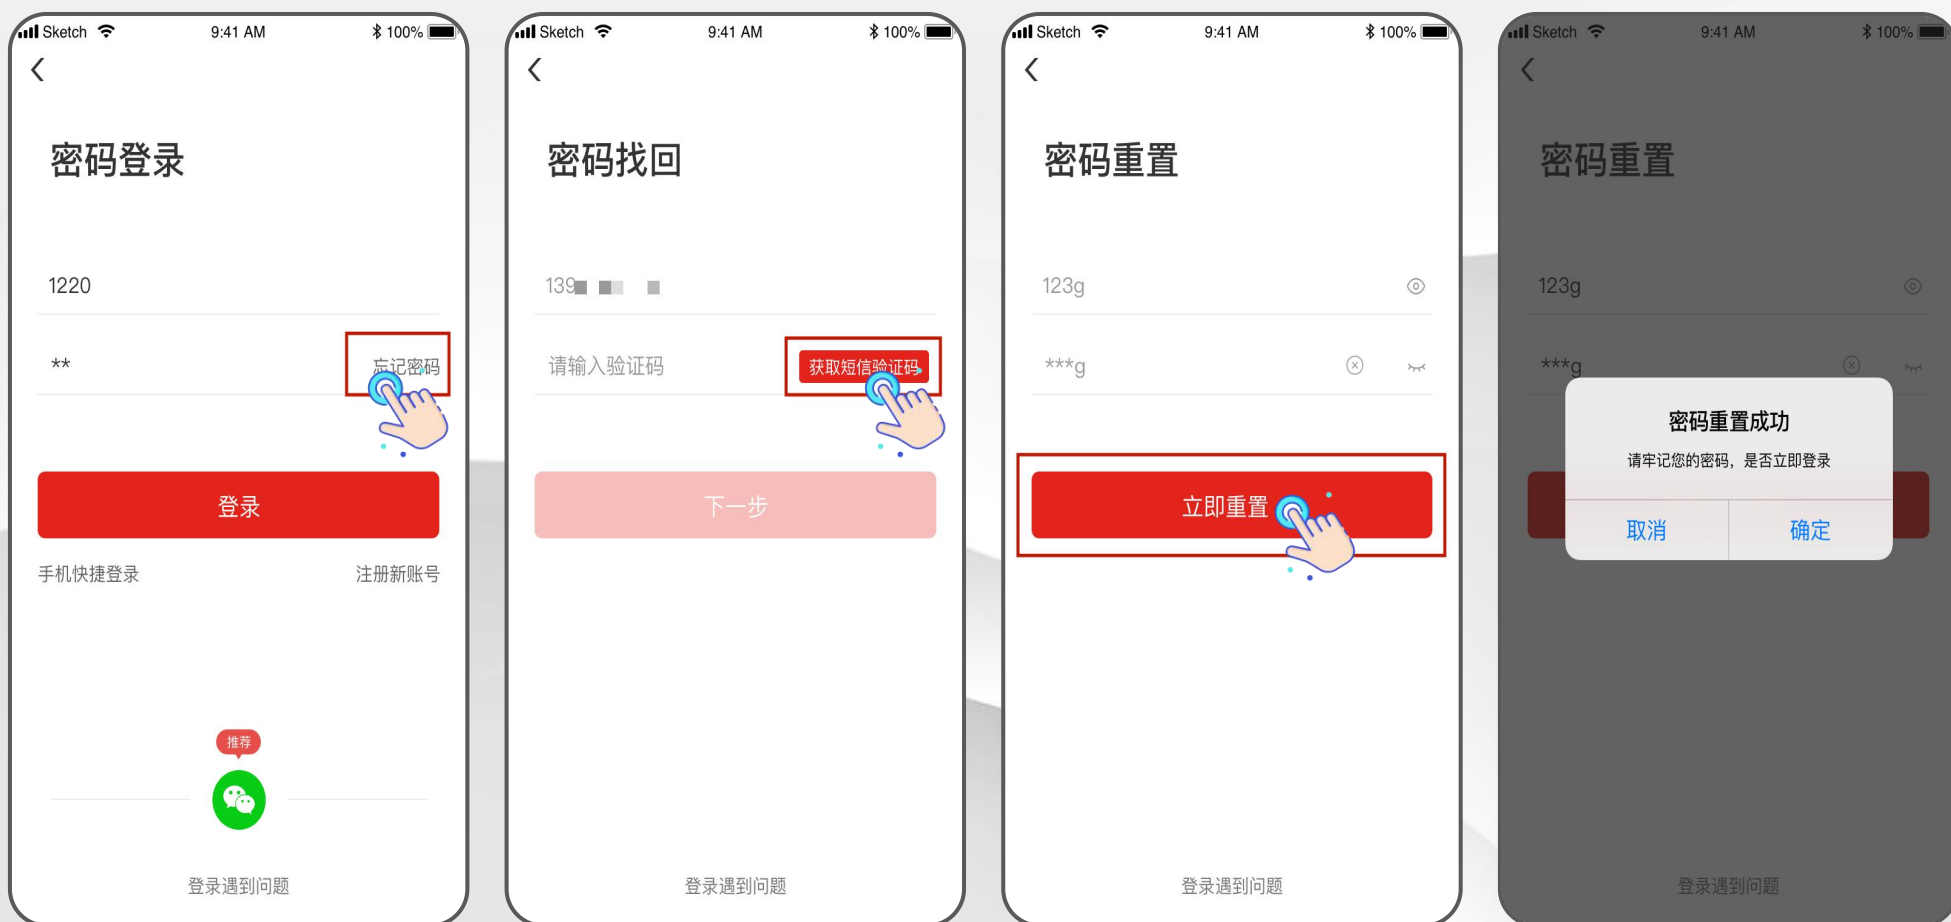 Sketch 9:41 AM 100%
密码登录
1220
** 忘记密码
登录
手机快捷登录 注册新账号
推荐
登录遇到问题
Sketch 9:41 AM 100%
密码找回
139
请输入验证码 获取短信验证码
下一步
登录遇到问题
Sketch 9:41 AM 100%
密码重置
123g
***g
立即重置
登录遇到问题
Sketch 9:41 AM 100%
密码重置
123g
***g
密码重置成功
请牢记您的密码，是否立即登录
取消 确定
登录遇到问题